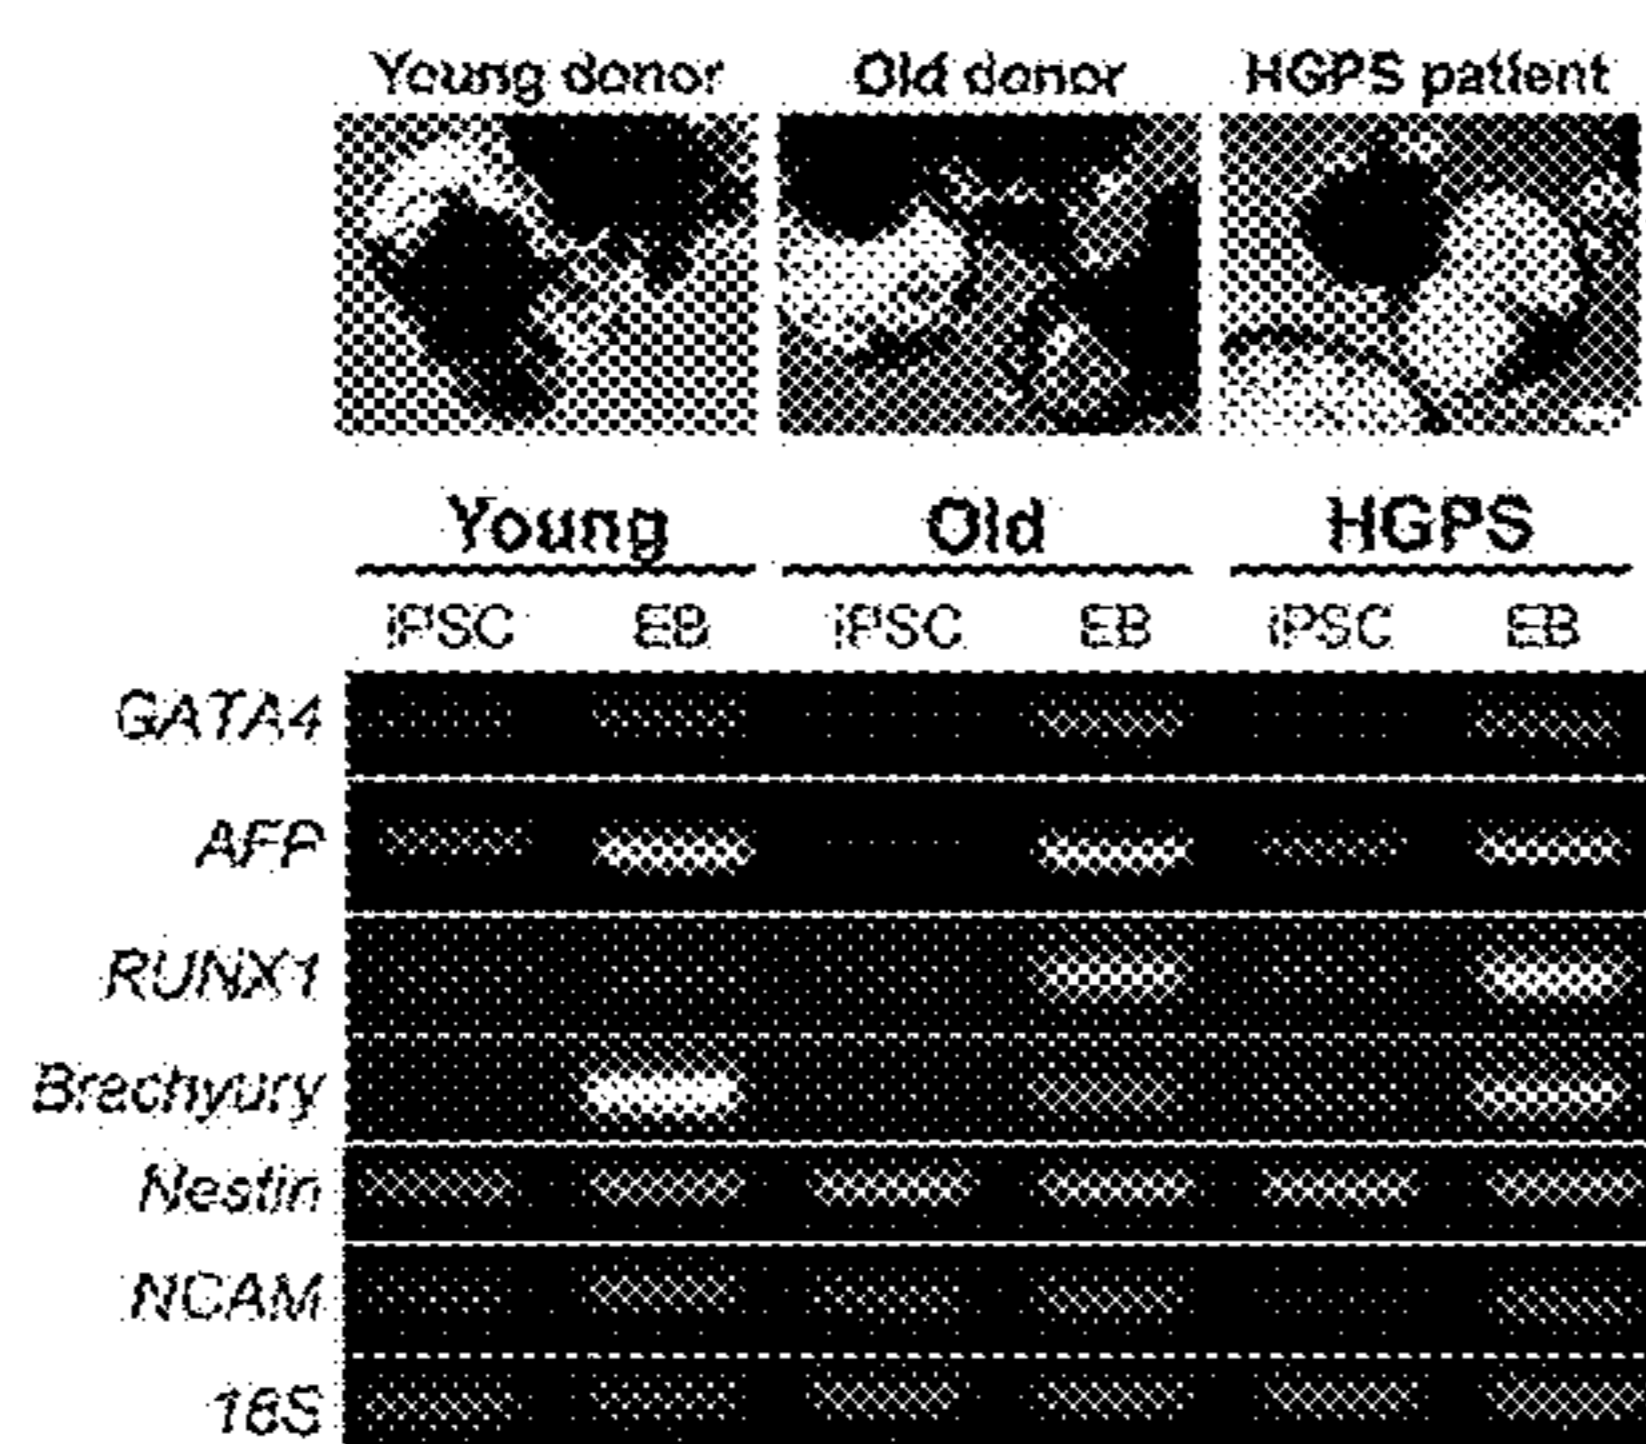 Young donor Old donor HGPS patient
Young Old HGPS
iPSC EB iPSC EB iPSC EB
GATA4
AFP
RUNX1
Brachyury
Nestin
NCAM
18S